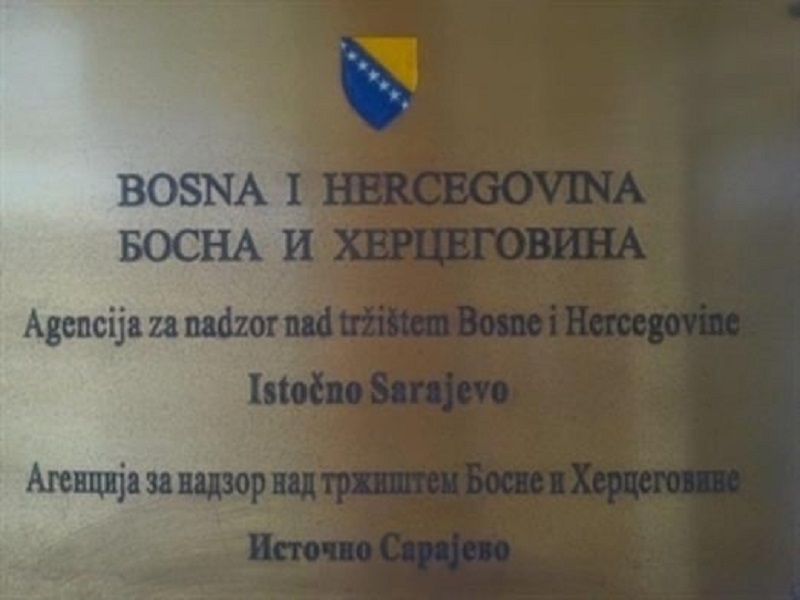 BOSNA I HERCEGOVINA
БОСНА И ХЕРЦЕГОВИНА
Agencija za nadzor nad tržištem Bosne i Hercegovine
Istočno Sarajevo
Агенција за надзор над тржиштем Босне и Херцеговине
Источно Сарајево